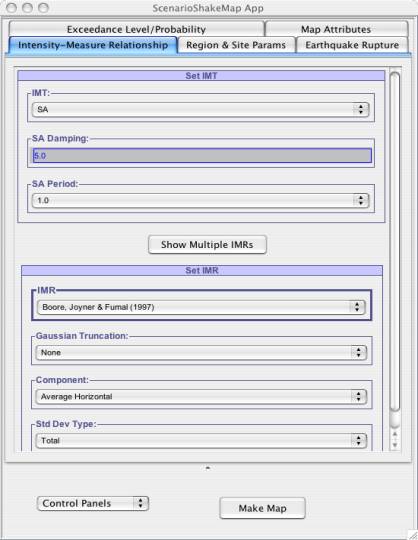 ScenarioShakeMap App
Exceedance Level/Probability
Map Attributes
Intensity-Measure Relationship
Region & Site Params
Earthquake Rupture
Set IMT
IMT:
SA
SA Damping:
5.0
SA Period:
1.0
Show Multiple IMRs
Set IMR
IMR
Boore, Joyner & Fumal (1997)
Gaussian Truncation:
None
Component:
Average Horizontal
Std Dev Type:
Total
Control Panels
Make Map